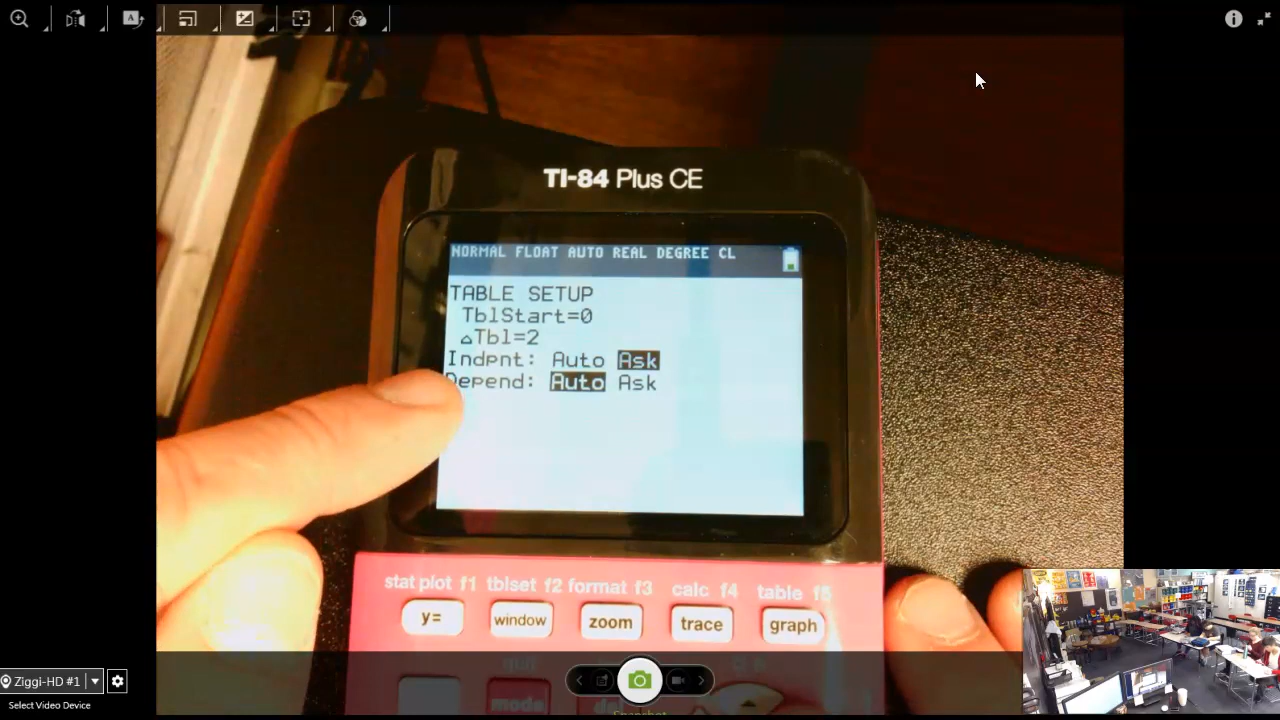 TI-84 Plus CE
NORMAL FLOAT AUTO REAL DEGREE CL
TABLE SETUP
TblStart=0
△Tbl=2
Indpnt: Auto Ask
Depend: Auto Ask
stat plot f1 tblset f2 format f3 calc f4 table f5
y= window zoom trace graph
mode
Ziggi-HD #1
Select Video Device
Snapshot